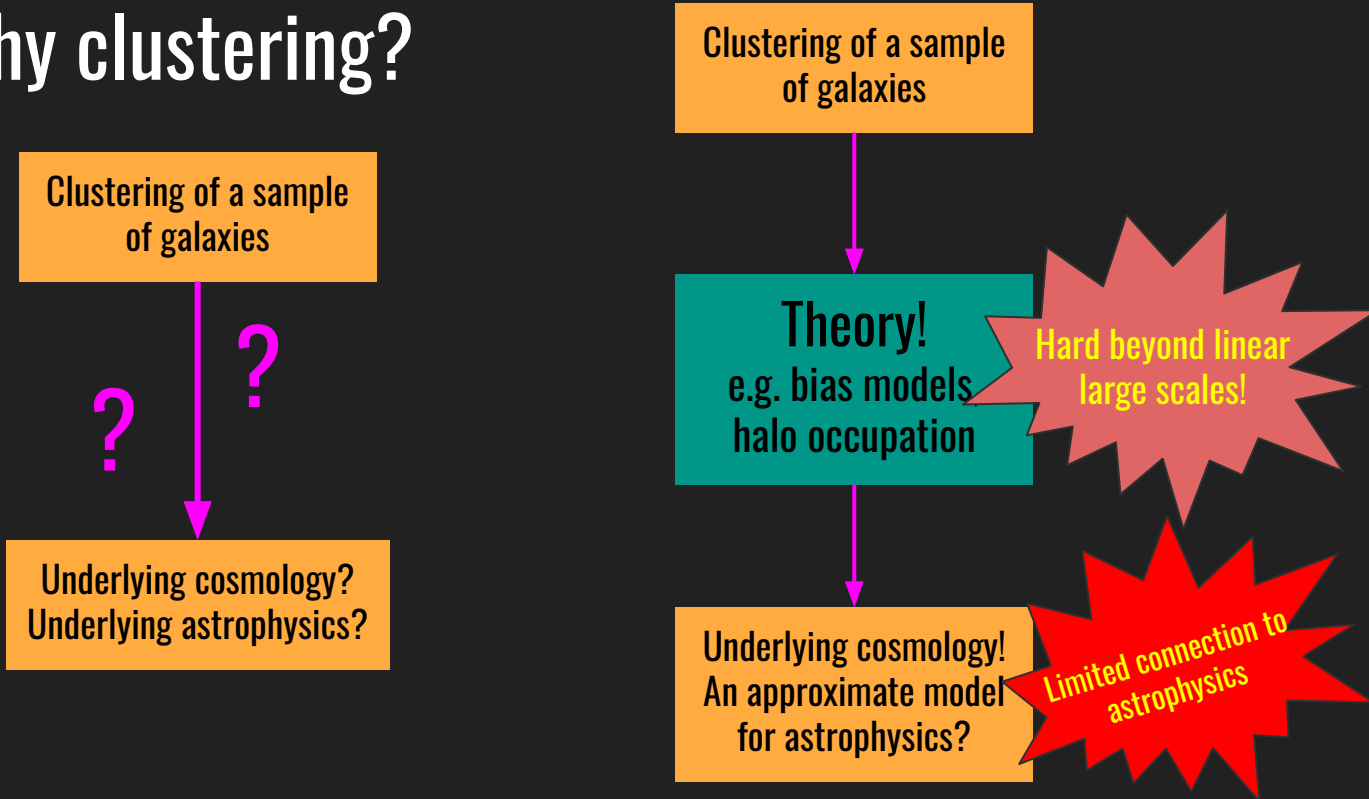 hy clustering?
Clustering of a sample
of galaxies
?
?
Underlying cosmology?
Underlying astrophysics?
Clustering of a sample
of galaxies
Theory!
e.g. bias models,
halo occupation
Hard beyond linear
large scales!
Underlying cosmology!
An approximate model
for astrophysics?
Limited connection to
astrophysics